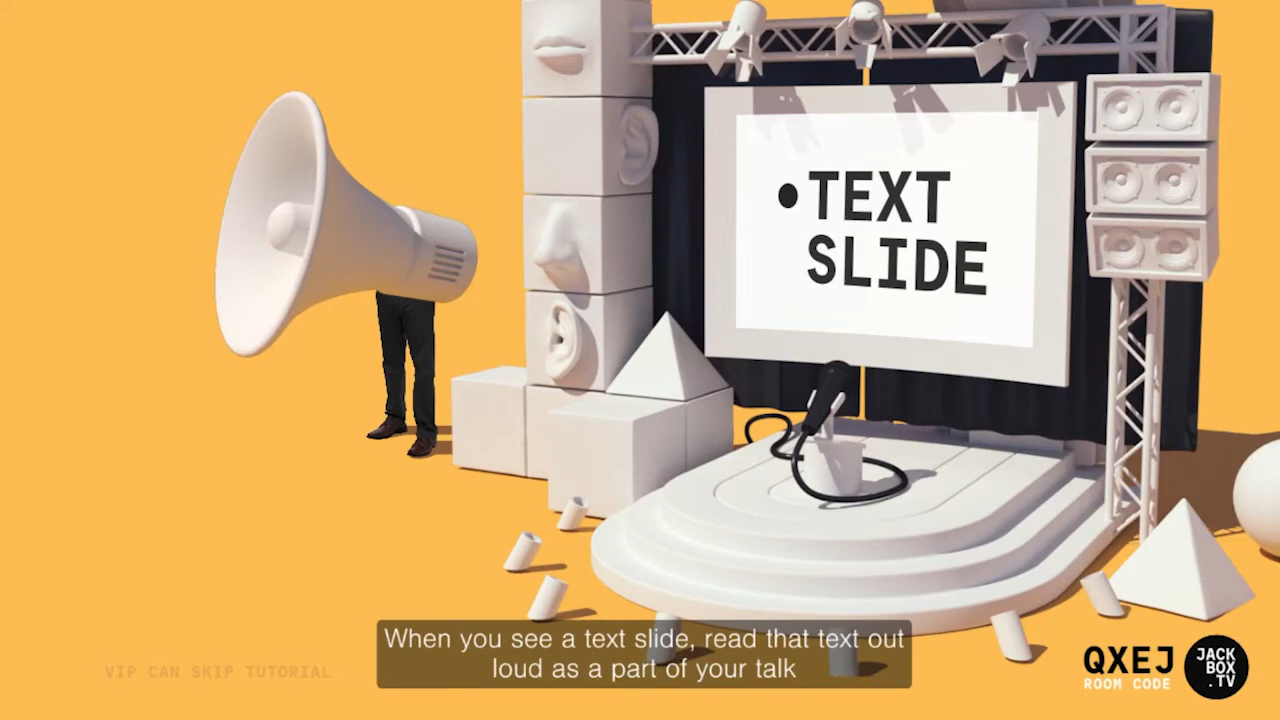 •TEXT
SLIDE
When you see a text slide, read that text out
loud as a part of your talk
VIP CAN SKIP TUTORIAL
QXEJ
ROOM CODE
JACK
BOX
.TV